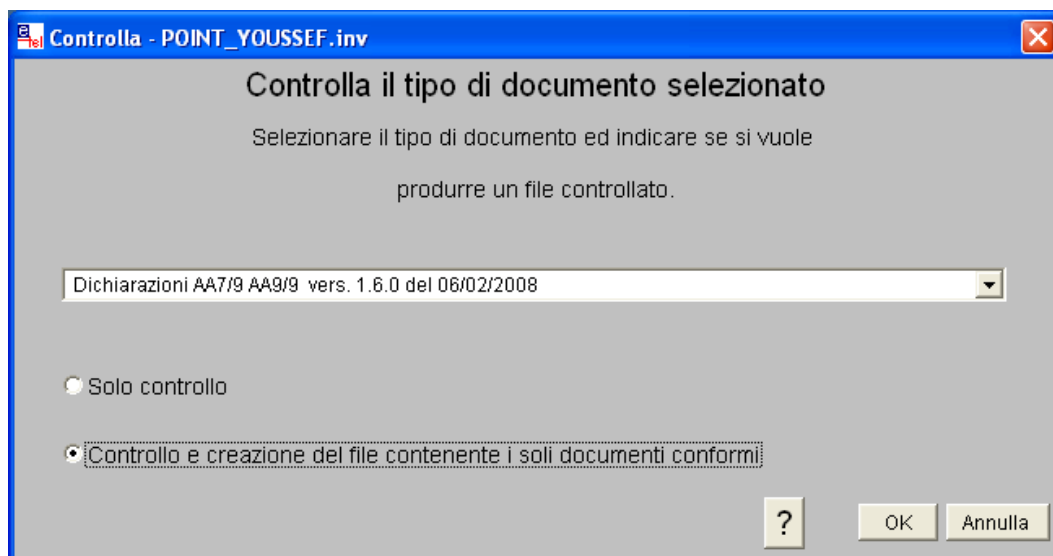 e
tel Controlla - POINT_YOUSSEF.inv
Controlla il tipo di documento selezionato
Selezionare il tipo di documento ed indicare se si vuole
produrre un file controllato.
Dichiarazioni AA7/9 AA9/9 vers. 1.6.0 del 06/02/2008
Solo controllo
Controllo e creazione del file contenente i soli documenti conformi
? OK Annulla